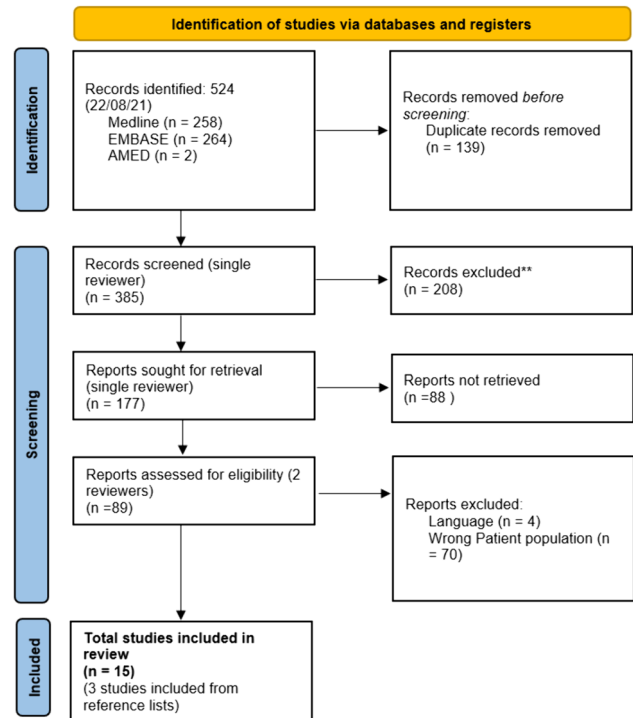 Identification of studies via databases and registers
Identification
Records identified: 524
(22/08/21)
Medline (n = 258)
EMBASE (n = 264)
AMED (n = 2)
Records removed before
screening:
Duplicate records removed
(n = 139)
Screening
Records screened (single
reviewer)
(n = 385)
Records excluded**
(n = 208)
Reports sought for retrieval
(single reviewer)
(n = 177)
Reports not retrieved
(n =88 )
Reports assessed for eligibility (2
reviewers)
(n =89)
Reports excluded:
Language (n = 4)
Wrong Patient population (n
= 70)
Included
Total studies included in
review
(n = 15)
(3 studies included from
reference lists)